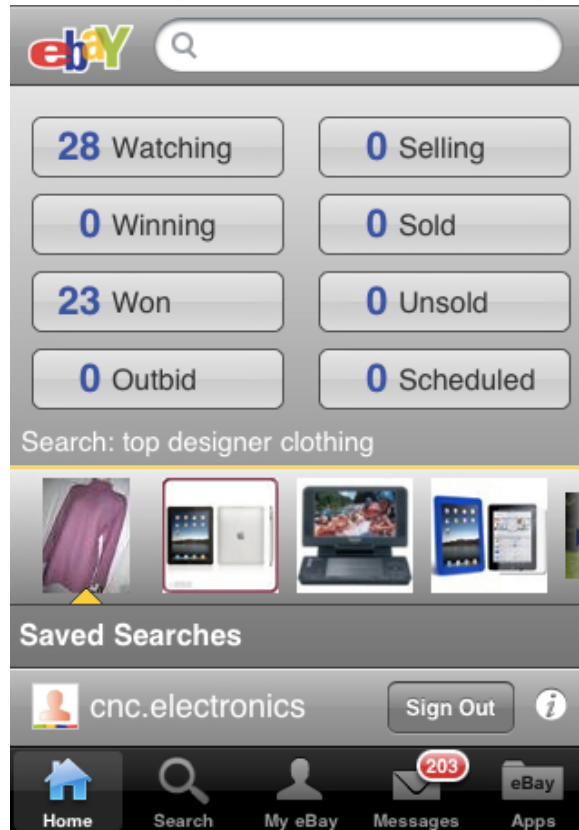 ebaY
28 Watching
0 Selling
0 Winning
0 Sold
23 Won
0 Unsold
0 Outbid
0 Scheduled
Search: top designer clothing
Saved Searches
cnc.electronics
Sign Out
i
203
eBay
Home
Search
My eBay
Messages
Apps